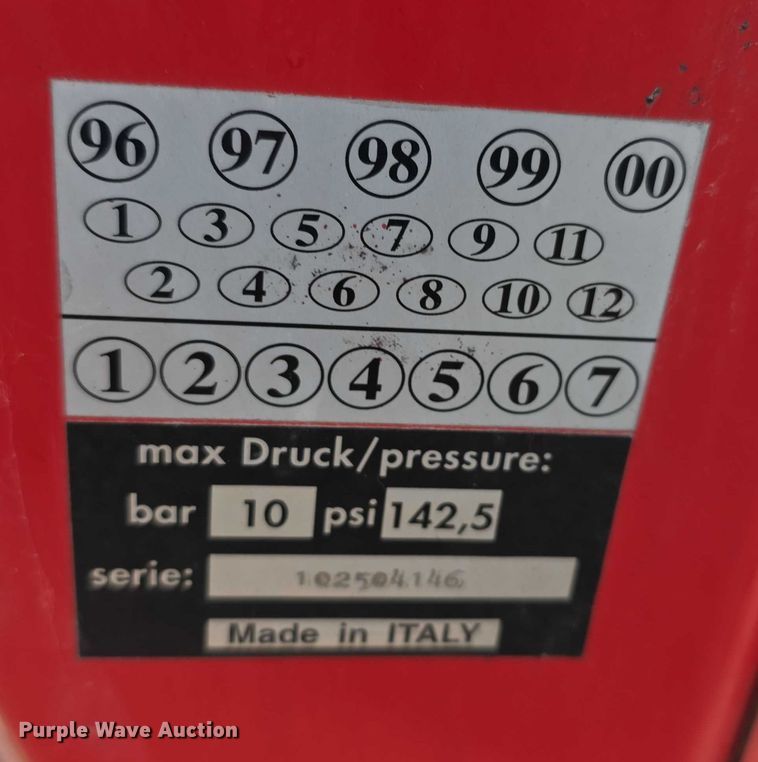 96 97 98 99 00
1 3 5 7 9 11
2 4 6 8 10 12
1 2 3 4 5 6 7
max Druck/pressure:
bar 10 psi 142,5
serie: 102504146
Made in ITALY
Purple Wave Auction